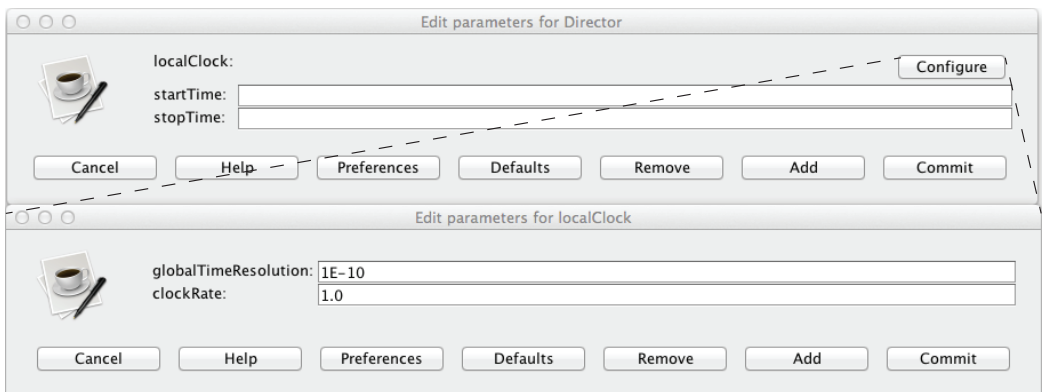 Edit parameters for Director
localClock:
Configure
startTime:
stopTime:
Cancel Help Preferences Defaults Remove Add Commit
Edit parameters for localClock
globalTimeResolution: 1E-10
clockRate: 1.0
Cancel Help Preferences Defaults Remove Add Commit